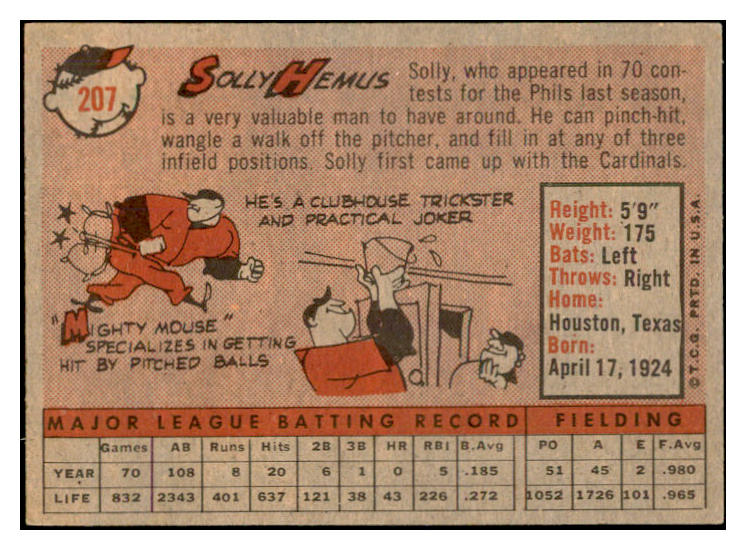 207
SOLLY HEMUS
Solly, who appeared in 70 con-
tests for the Phils last season,
is a very valuable man to have around. He can pinch-hit,
wangle a walk off the pitcher, and fill in at any of three
infield positions. Solly first came up with the Cardinals.
HE'S A CLUBHOUSE TRICKSTER
AND PRACTICAL JOKER
"MIGHTY MOUSE"
SPECIALIZES IN GETTING
HIT BY PITCHED BALLS
Height: 5'9"
Weight: 175
Bats: Left
Throws: Right
Home:
Houston, Texas
Born:
April 17, 1924
© T.C.G. PRTD. IN U.S.A.
MAJOR LEAGUE BATTING RECORD FIELDING
Games AB Runs Hits 2B 3B HR RBI B.Avg PO A E F.Avg
YEAR 70 108 8 20 6 1 0 5 .185 51 45 2 .980
LIFE 832 2343 401 637 121 38 43 226 .272 1052 1726 101 .965